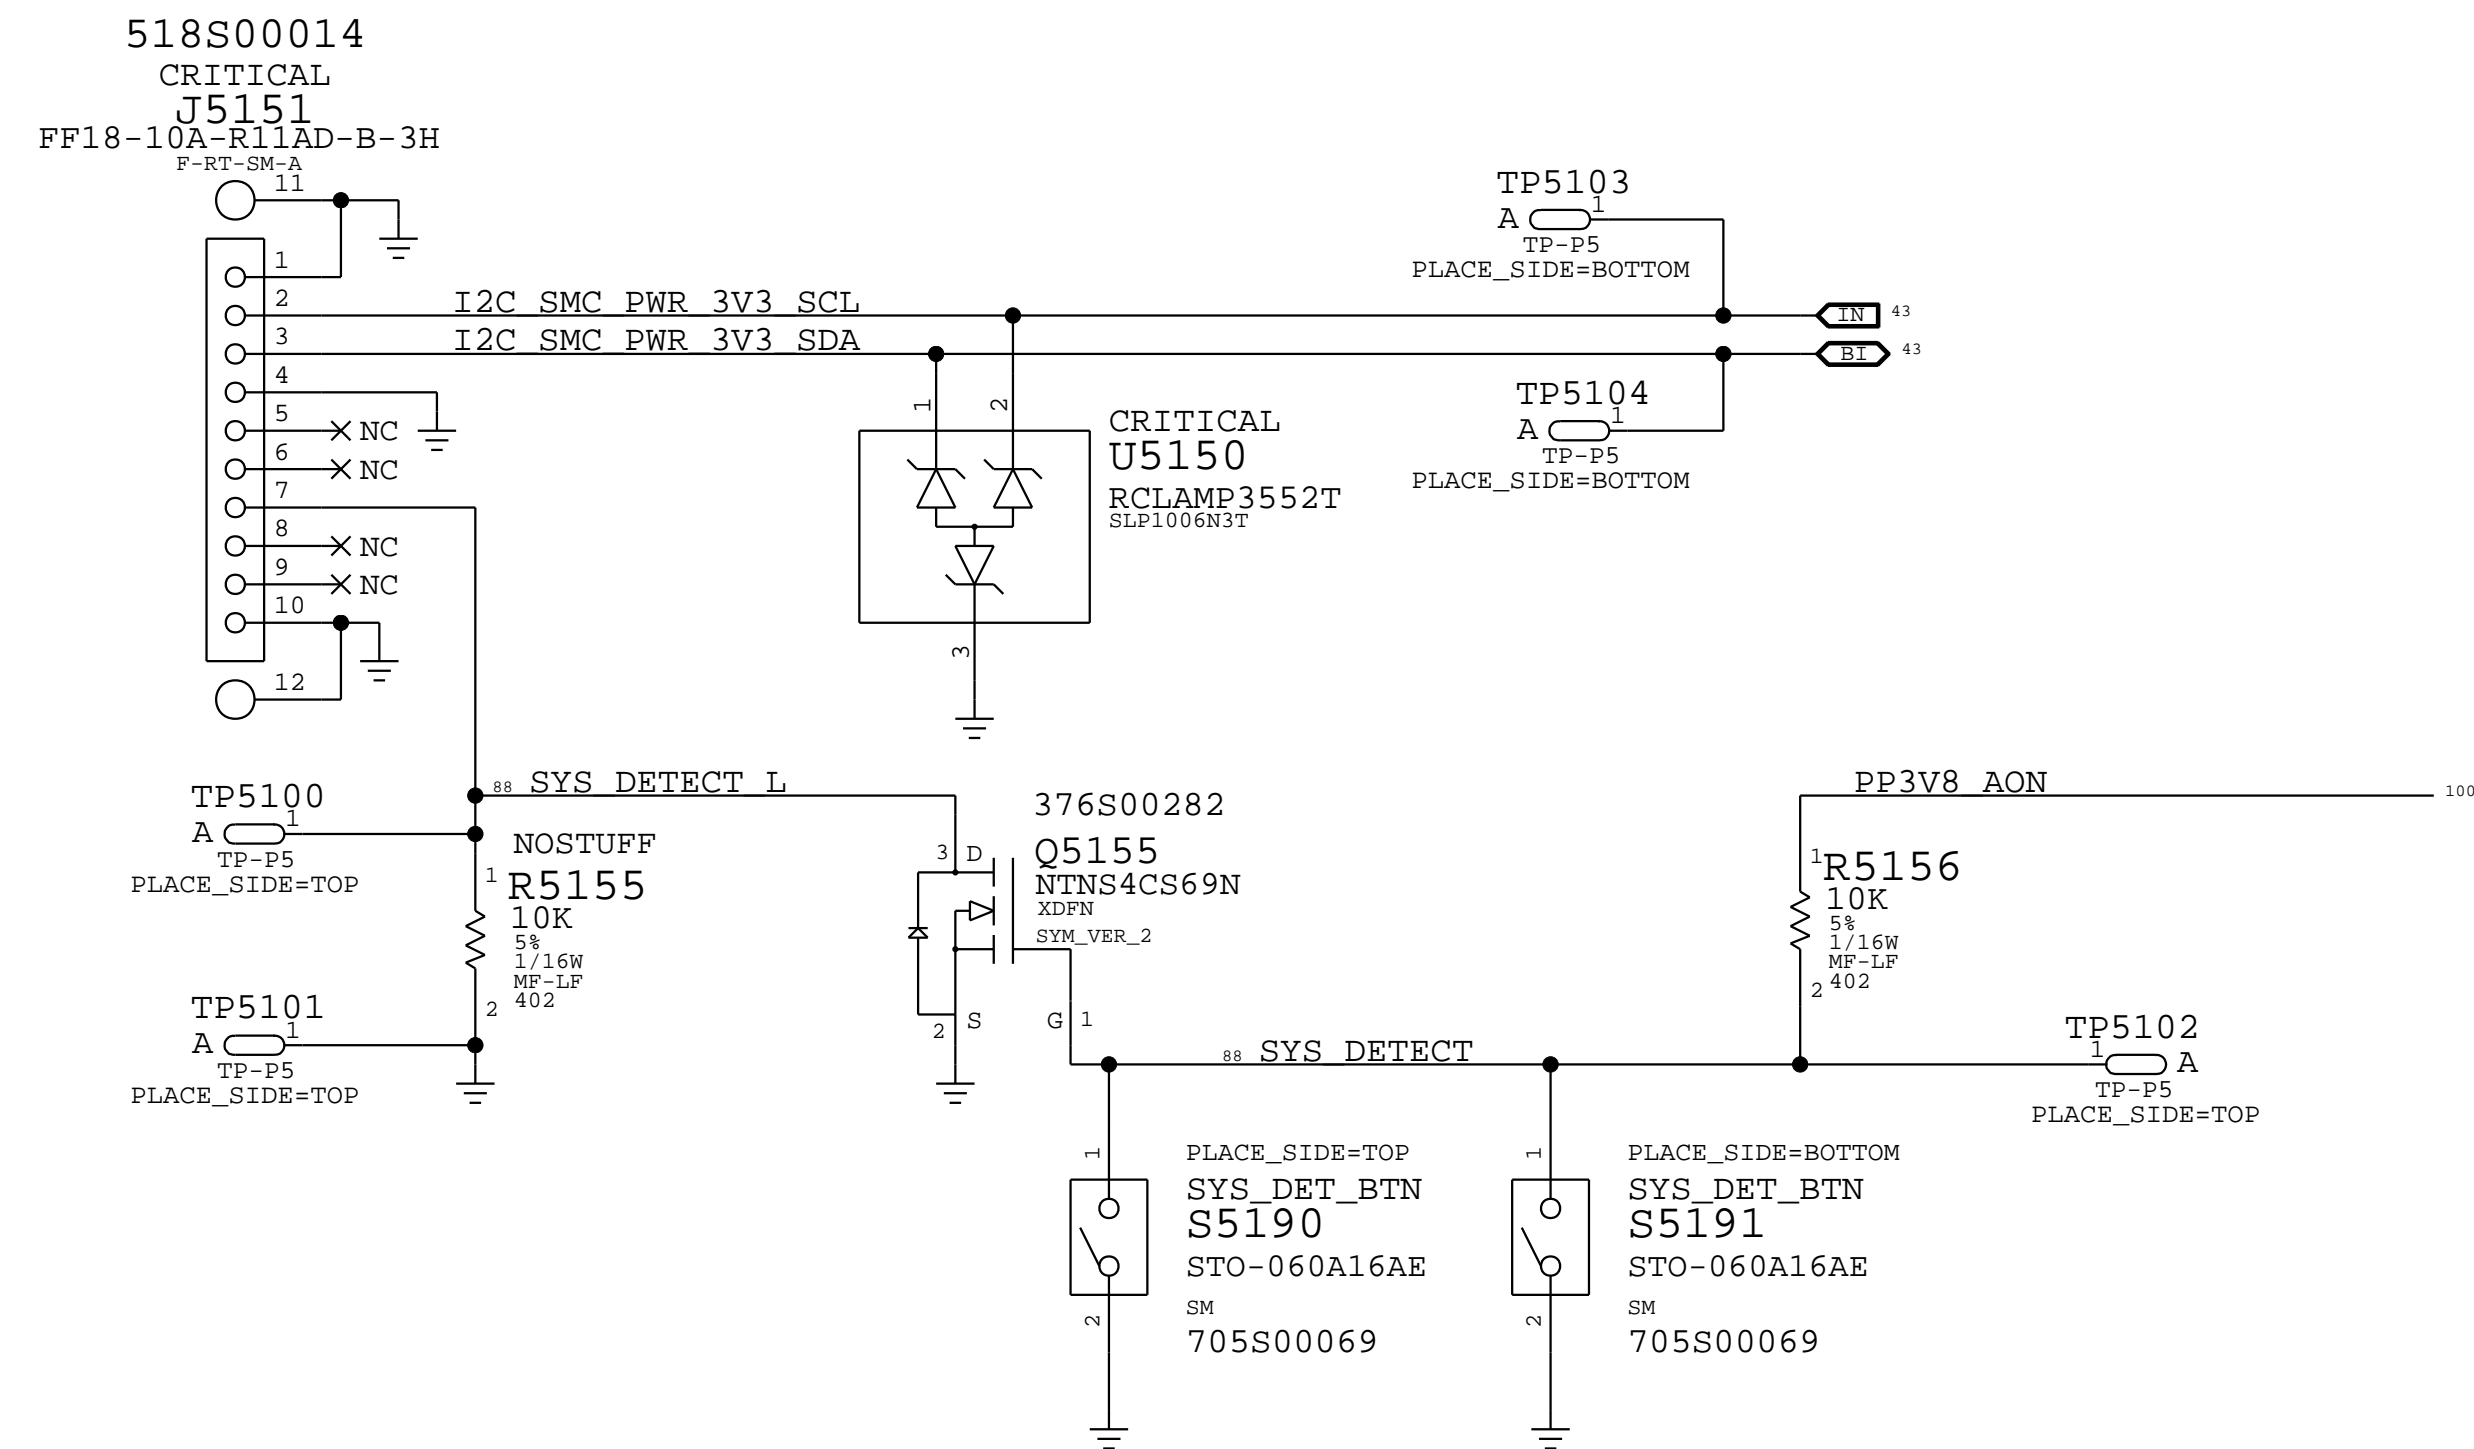 518S00014
CRITICAL
J5151
FF18-10A-R11AD-B-3H
F-RT-SM-A
11
1
2
3
4
5
NC
6
NC
7
8
NC
9
NC
10
12
I2C_SMC_PWR_3V3_SCL
I2C_SMC_PWR_3V3_SDA
1
2
CRITICAL
U5150
RCLAMP3552T
SLP1006N3T
3
TP5103
A
1
TP-P5
PLACE_SIDE=BOTTOM
IN
43
BI
43
TP5104
A
1
TP-P5
PLACE_SIDE=BOTTOM
TP5100
A
1
TP-P5
PLACE_SIDE=TOP
88 SYS_DETECT_L
NOSTUFF
1
R5155
10K
5%
1/16W
MF-LF
402
2
TP5101
A
1
TP-P5
PLACE_SIDE=TOP
376S00282
Q5155
NTNS4CS69N
XDFN
SYM_VER_2
3
D
2
S
G
1
PP3V8_AON
100
1
R5156
10K
5%
1/16W
MF-LF
402
2
88 SYS_DETECT
TP5102
1
A
TP-P5
PLACE_SIDE=TOP
1
PLACE_SIDE=TOP
SYS_DET_BTN
S5190
STO-060A16AE
SM
705S00069
2
1
PLACE_SIDE=BOTTOM
SYS_DET_BTN
S5191
STO-060A16AE
SM
705S00069
2